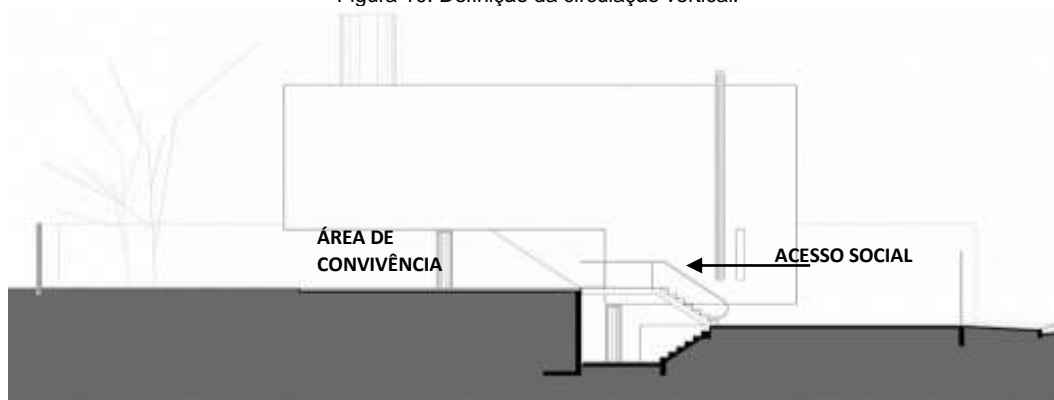 Figura 10. Definição da circulação vertical.
ÁREA DE
CONVIVÊNCIA
ACESSO SOCIAL